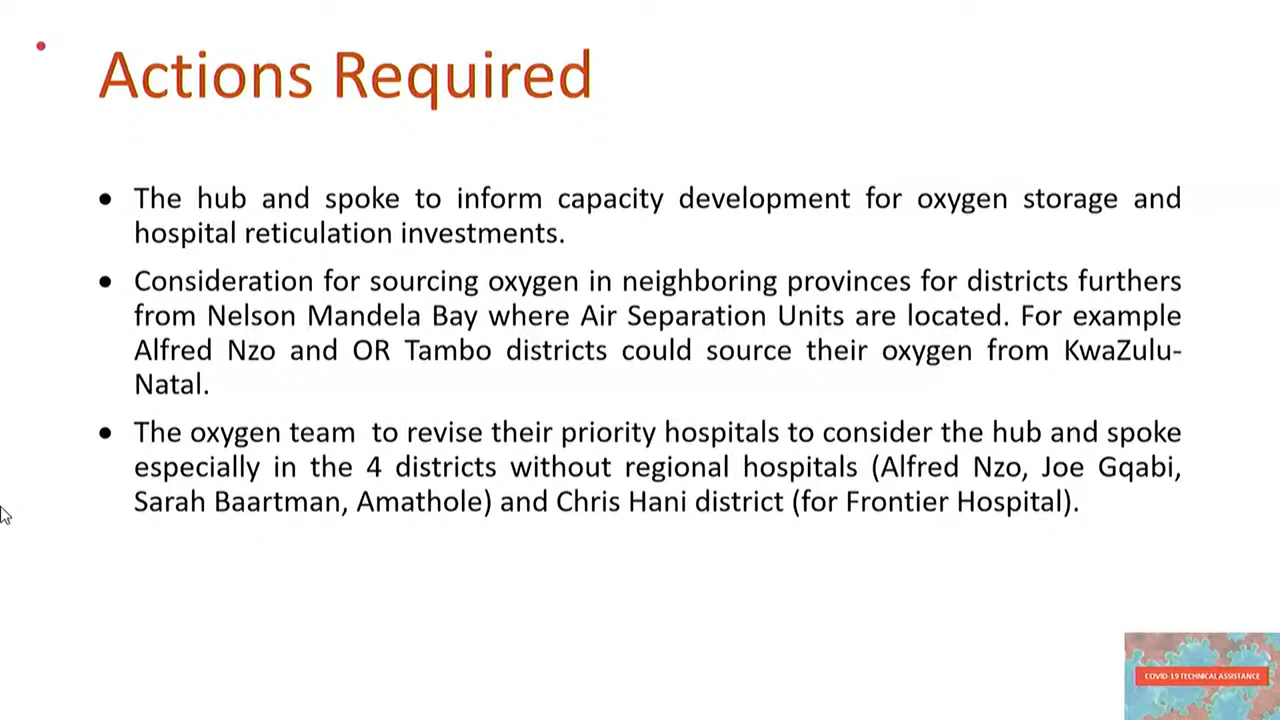 Actions Required
• The hub and spoke to inform capacity development for oxygen storage and
hospital reticulation investments.
• Consideration for sourcing oxygen in neighboring provinces for districts furthers
from Nelson Mandela Bay where Air Separation Units are located. For example
Alfred Nzo and OR Tambo districts could source their oxygen from KwaZulu-
Natal.
• The oxygen team  to revise their priority hospitals to consider the hub and spoke
especially in the 4 districts without regional hospitals (Alfred Nzo, Joe Gqabi,
Sarah Baartman, Amathole) and Chris Hani district (for Frontier Hospital).
COVID-19 TECHNICAL ASSISTANCE